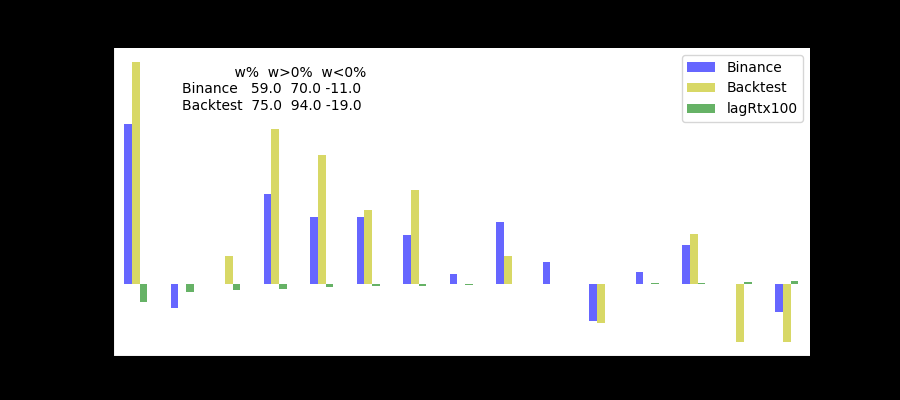 w% w>0% w<0%
Binance 59.0 70.0 -11.0
Backtest 75.0 94.0 -19.0
Binance
Backtest
lagRtx100